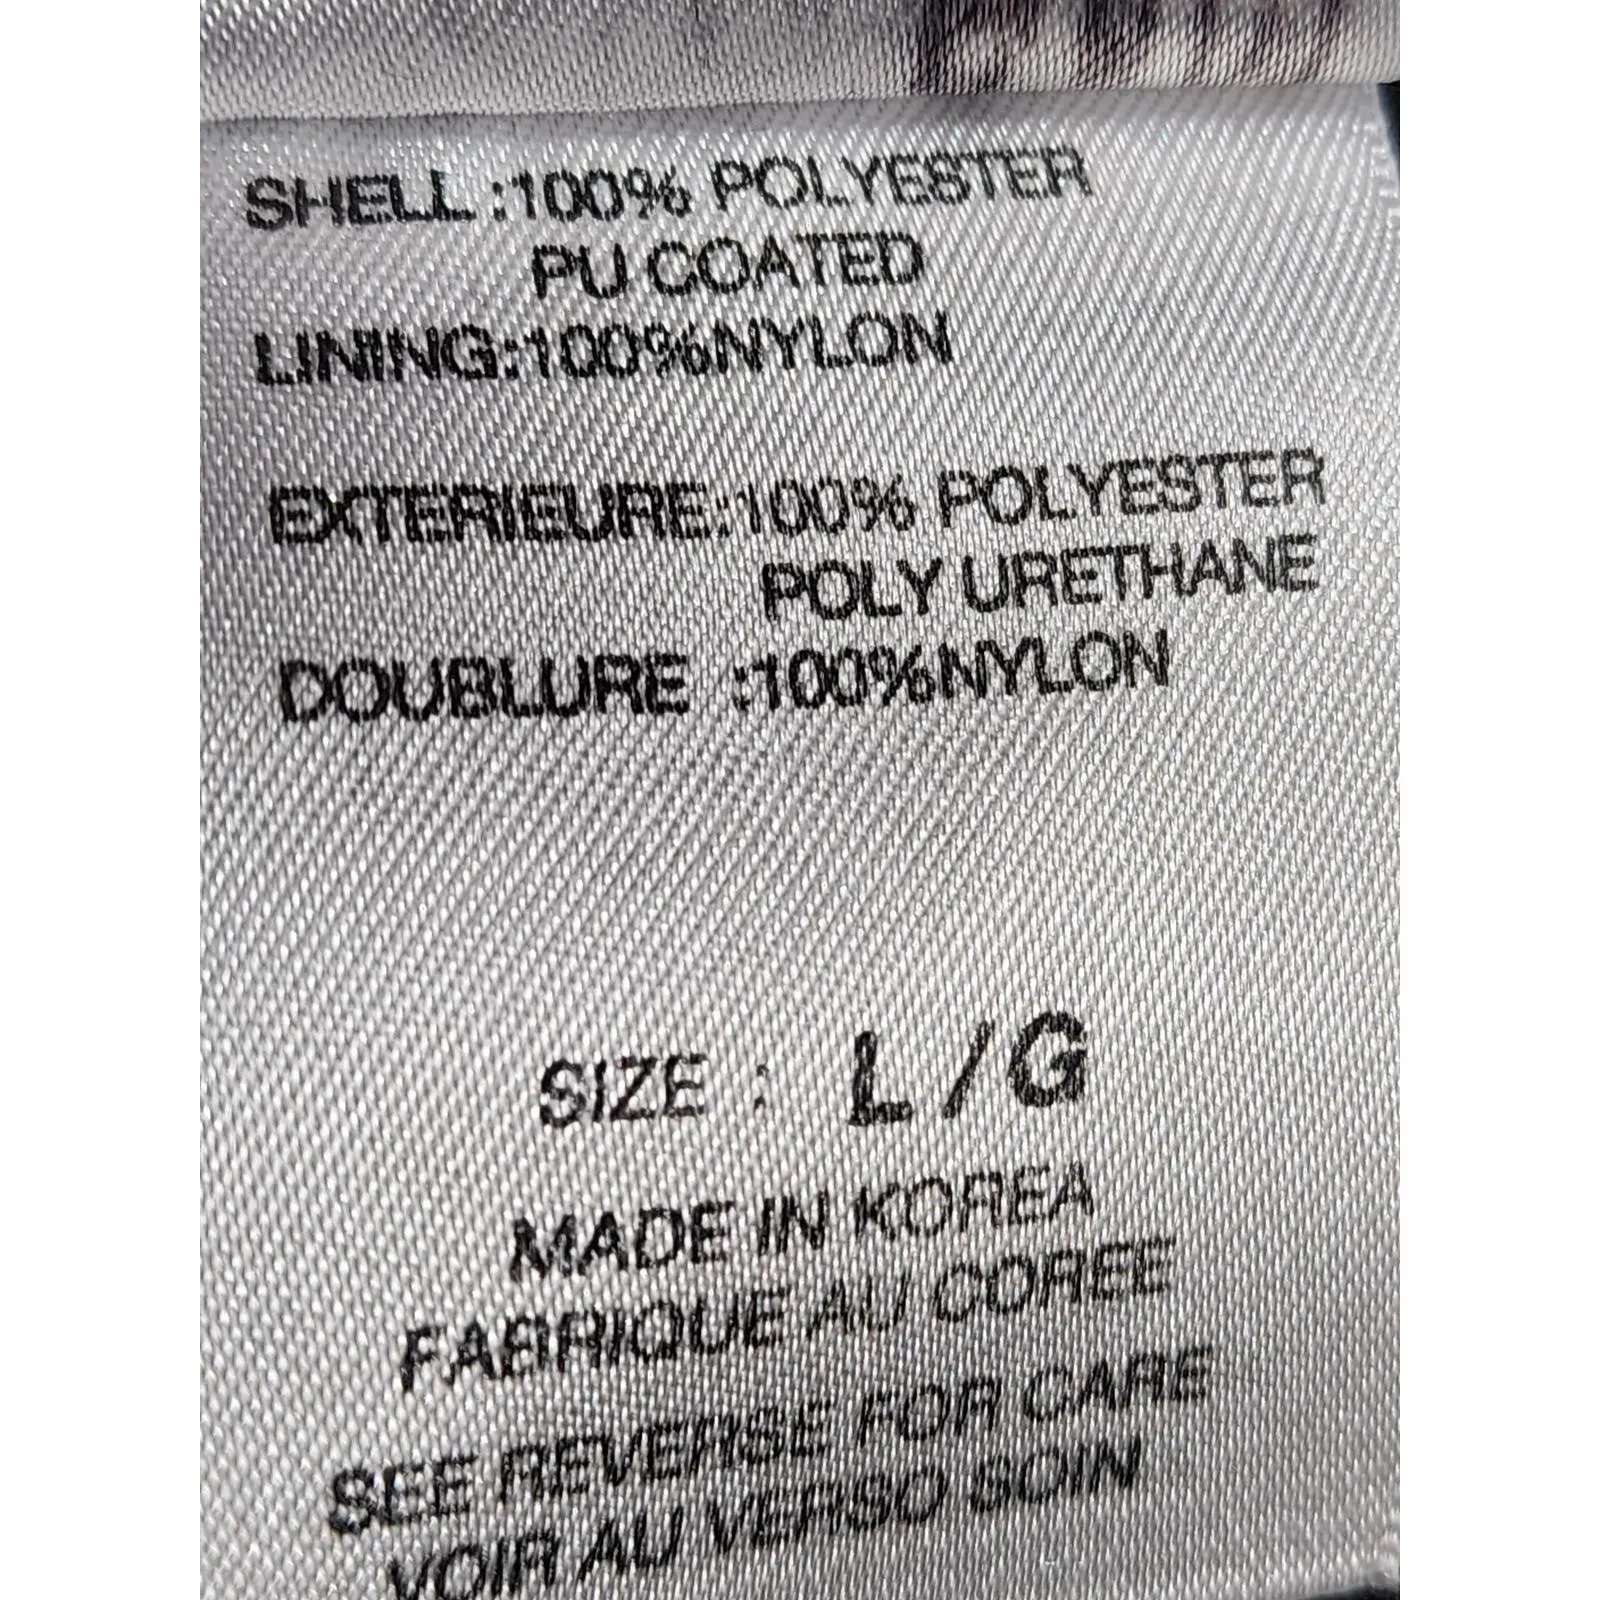 SHELL :100% POLYESTER
PU COATED
LINING:100%NYLON
EXTERIEURE:100% POLYESTER
POLY URETHANE
DOUBLURE :100%NYLON
SIZE : L/G
MADE IN KOREA
FABRIQUE AU COREE
SEE REVERSE FOR CARE
VOIR AU VERSO SOIN